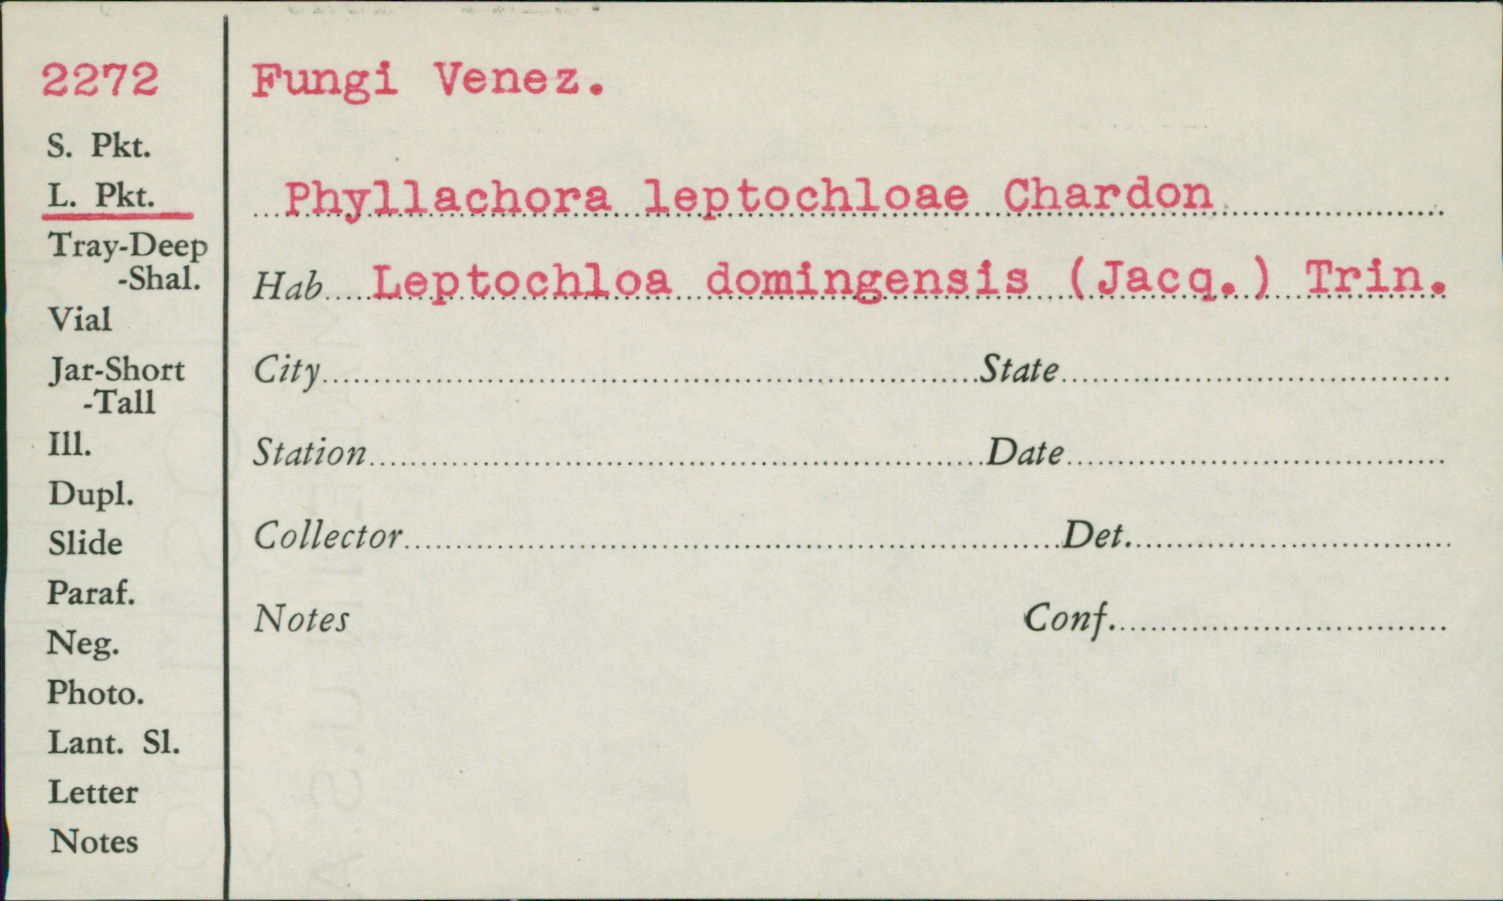 2272
Fungi Venez.
S. Pkt.
L. Pkt.
Tray-Deep
-Shal.
Vial
Jar-Short
-Tall
Ill.
Dupl.
Slide
Paraf.
Neg.
Photo.
Lant. Sl.
Letter
Notes
Phyllachora leptochloae Chardon
Hab....Leptochloa domingensis (Jacq.) Trin.
City State
Station Date
Collector Det.
Notes Conf.